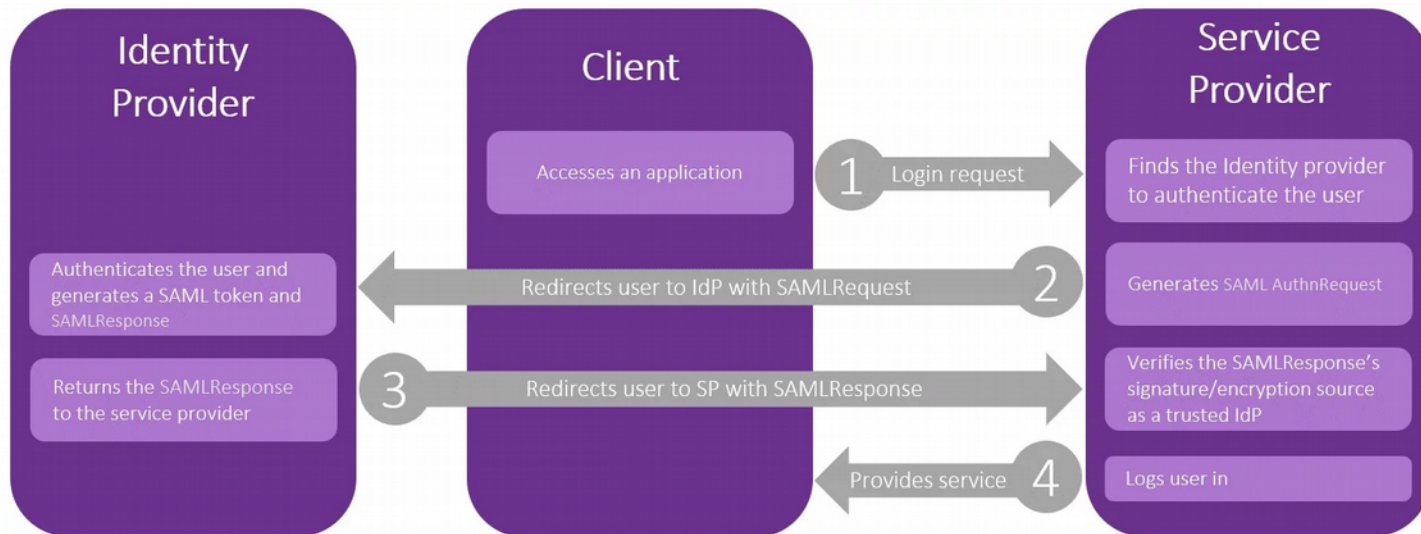 Identity
Provider
Client
Service
Provider
Accesses an application
1
Login request
Finds the Identity provider
to authenticate the user
Authenticates the user and
generates a SAML token and
SAMLResponse
Redirects user to IdP with SAMLRequest
2
Generates SAML AuthnRequest
Returns the SAMLResponse
to the service provider
3
Redirects user to SP with SAMLResponse
Verifies the SAMLResponse’s
signature/encryption source
as a trusted IdP
Provides service
4
Logs user in